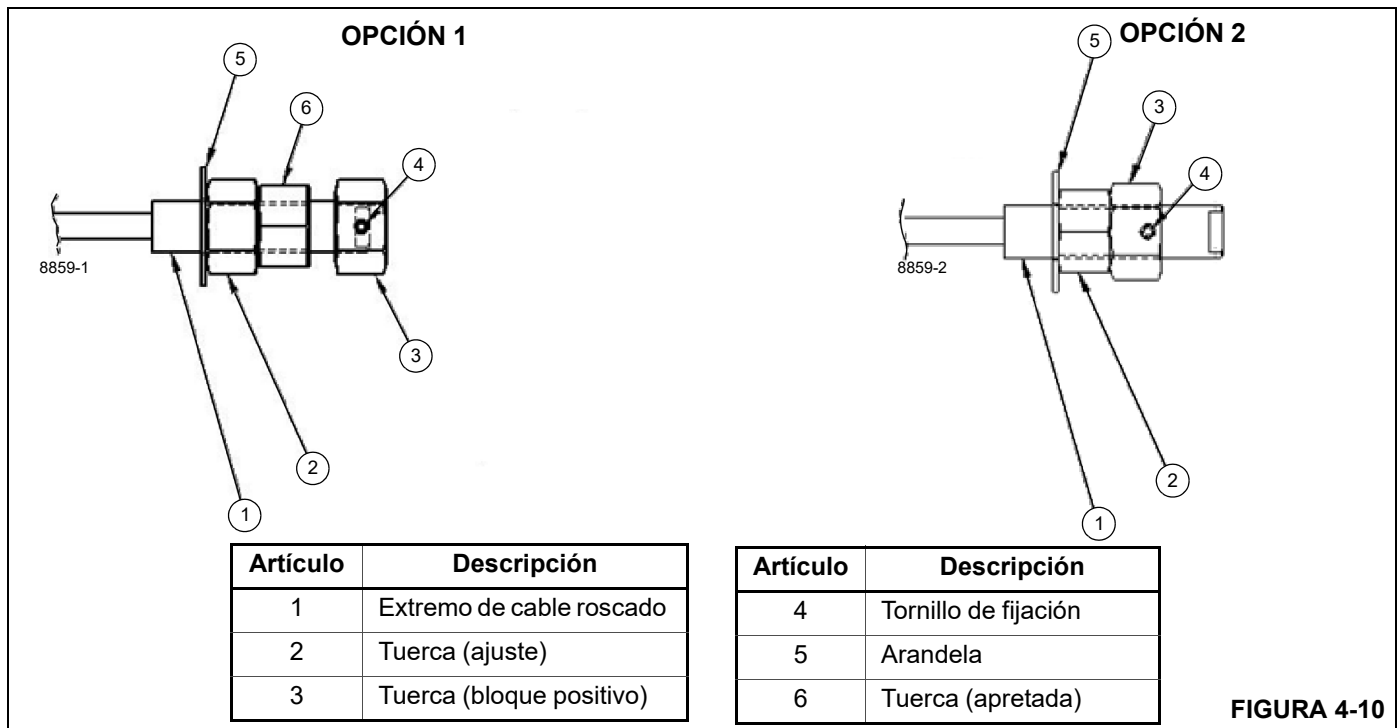 OPCIÓN 1
5
6
4
8859-1
3
2
1
OPCIÓN 2
5
3
4
8859-2
2
1
Artículo Descripción
1 Extremo de cable roscado
2 Tuerca (ajuste)
3 Tuerca (bloque positivo)
Artículo Descripción
4 Tornillo de fijación
5 Arandela
6 Tuerca (apretada)
FIGURA 4-10